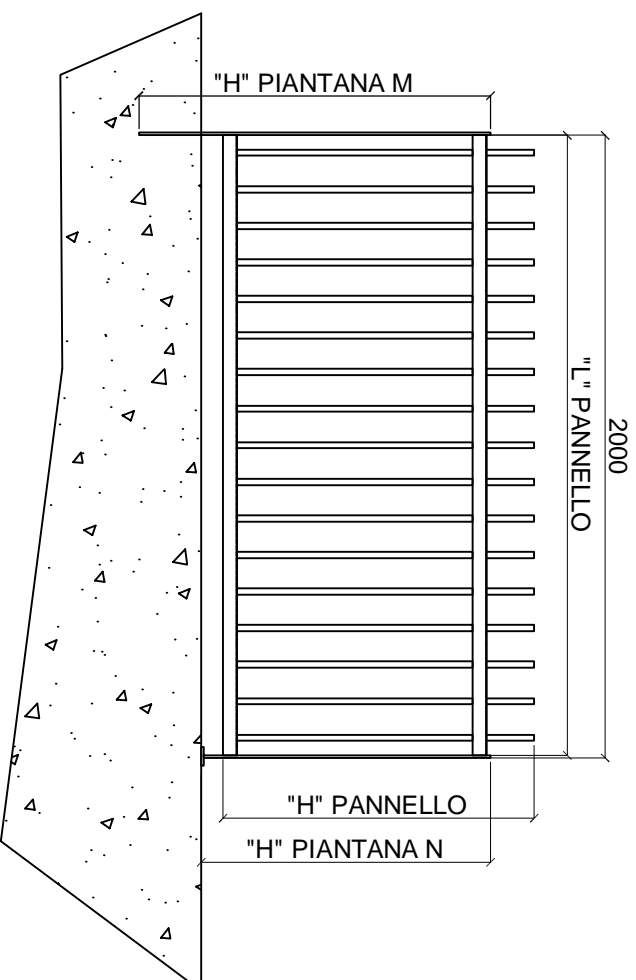 "H" PIANTANA M
2000
"L" PANNELLO
"H" PANNELLO
"H" PIANTANA N